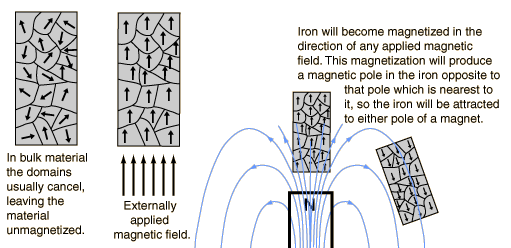 Iron will become magnetized in the
direction of any applied magnetic
field. This magnetization will produce
a magnetic pole in the iron opposite to
that pole which is nearest to
it, so the iron will be attracted
to either pole of a magnet.
In bulk material
the domains
usually cancel,
leaving the
material
unmagnetized.
Externally
applied
magnetic field.
N